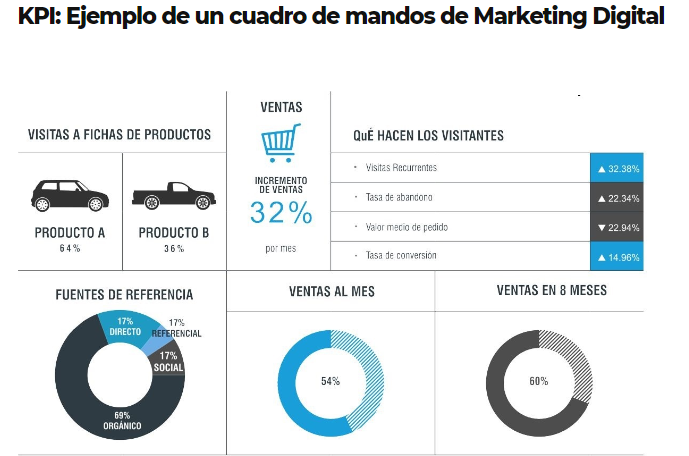 KPI: Ejemplo de un cuadro de mandos de Marketing Digital
VISITAS A FICHAS DE PRODUCTOS
PRODUCTO A
64%
PRODUCTO B
36%
VENTAS
INCREMENTO
DE VENTAS
32%
por mes
QuÉ HACEN LOS VISITANTES
· Visitas Recurrentes ▲ 32.38%
· Tasa de abandono ▲ 22.34%
· Valor medio de pedido ▼ 22.94%
· Tasa de conversión ▲ 14.96%
FUENTES DE REFERENCIA
17%
DIRECTO
17%
REFERENCIAL
17%
SOCIAL
69%
ORGÁNICO
VENTAS AL MES
54%
VENTAS EN 8 MESES
60%